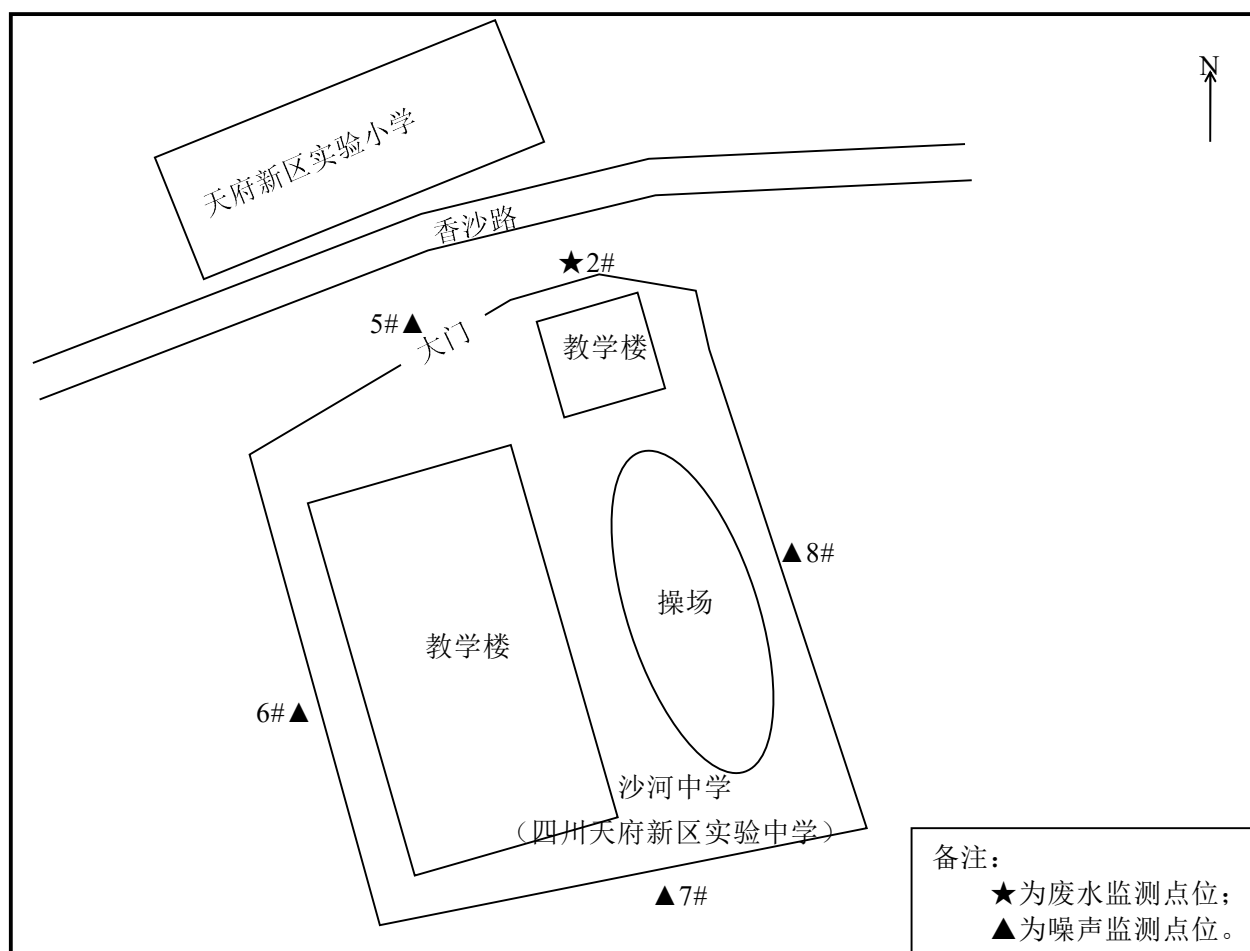 N
天府新区实验小学
香沙路
★2#
5#▲
大门
教学楼
▲8#
操场
教学楼
6#▲
沙河中学
（四川天府新区实验中学）
▲7#
备注：
★为废水监测点位；
▲为噪声监测点位。